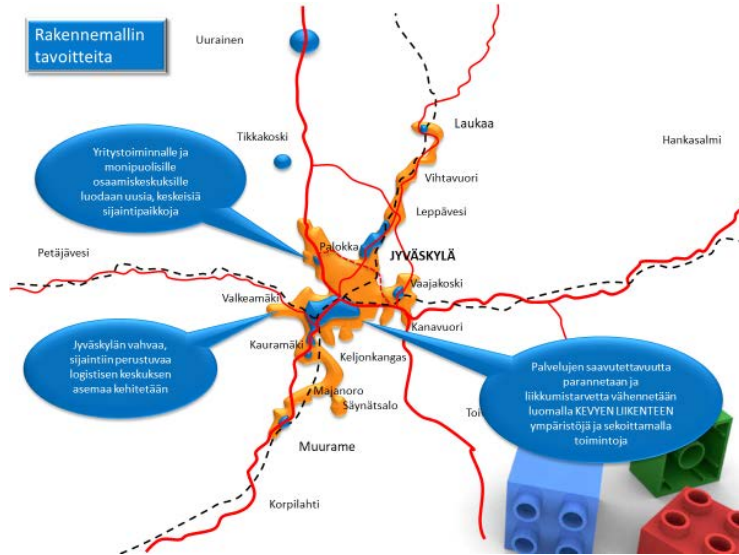 Rakennemallin
tavoitteita
Uurainen
Tikkakoski
Laukaa
Hankasalmi
Yritystoiminnalle ja
monipuolisille
osaamiskeskuksille
luodaan uusia, keskeisiä
sijaintipaikkoja
Vihtavuori
Leppävesi
Palokka
JYVÄSKYLÄ
Petäjävesi
Vaajakoski
Valkeamäki
Kanavuori
Jyväskylän vahvaa,
sijaintiin perustuvaa
logistisen keskuksen
asemaa kehitetään
Kauramäki
Keljonkangas
Palvelujen saavutettavuutta
parannetaan ja
liikkumistarvetta vähennetään
luomalla KEVYEN LIIKENTEEN
ympäristöjä ja sekoittamalla
toimintoja
Majanoro
Säynätsalo
Muurame
Korpilahti